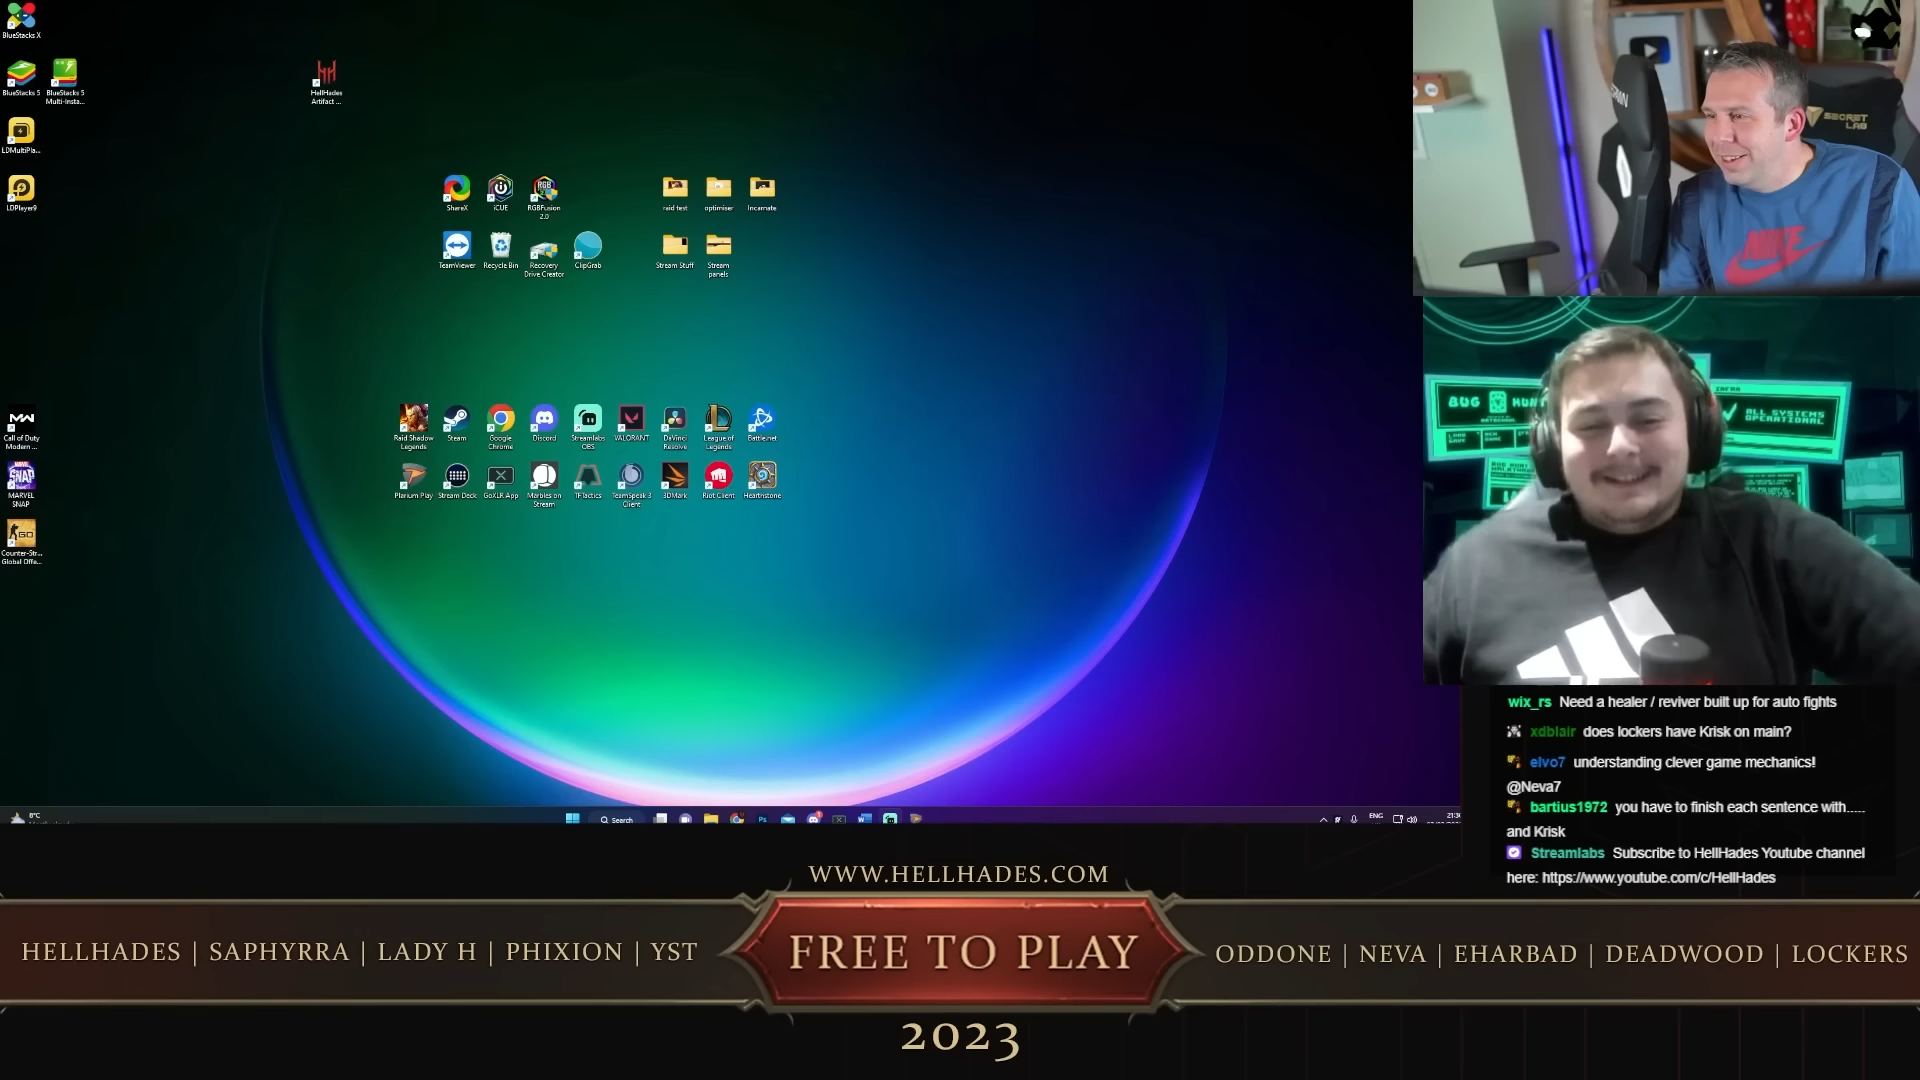 BlueStacks X
BlueStacks 5
BlueStacks 5
Multi-Insta...
HellHades
Artifact ...
LDMultiPla...
LDPlayer9
ShareX
iCUE
RGBFusion
2.0
raid test
optimiser
Incarnate
TeamViewer
Recycle Bin
Recovery
Drive Creator
ClipGrab
Stream Stuff
Stream
panels
Call of Duty
Modern ...
Raid Shadow
Legends
Steam
Google
Chrome
Discord
Streamlabs
OBS
VALORANT
DaVinci
Resolve
League of
Legends
Battle.net
MARVEL
SNAP
Plarium Play
Stream Deck
GoXLR App
Marbles on
Stream
TFTactics
TeamSpeak 3
Client
3DMark
Riot Client
Hearthstone
Counter-Str...
Global Offe...
8°C
Search
ENG
SECRET
LAB
NIKE
BUG HUNT
ALL SYSTEMS
OPERATIONAL
wix_rs Need a healer / reviver built up for auto fights
xdblair does lockers have Krisk on main?
elvo7 understanding clever game mechanics!
@Neva7
bartius1972 you have to finish each sentence with.....
and Krisk
Streamlabs Subscribe to HellHades Youtube channel
here: https://www.youtube.com/c/HellHades
WWW.HELLHADES.COM
HELLHADES | SAPHYRRA | LADY H | PHIXION | YST
FREE TO PLAY
ODDONE | NEVA | EHARBAD | DEADWOOD | LOCKERS
2023